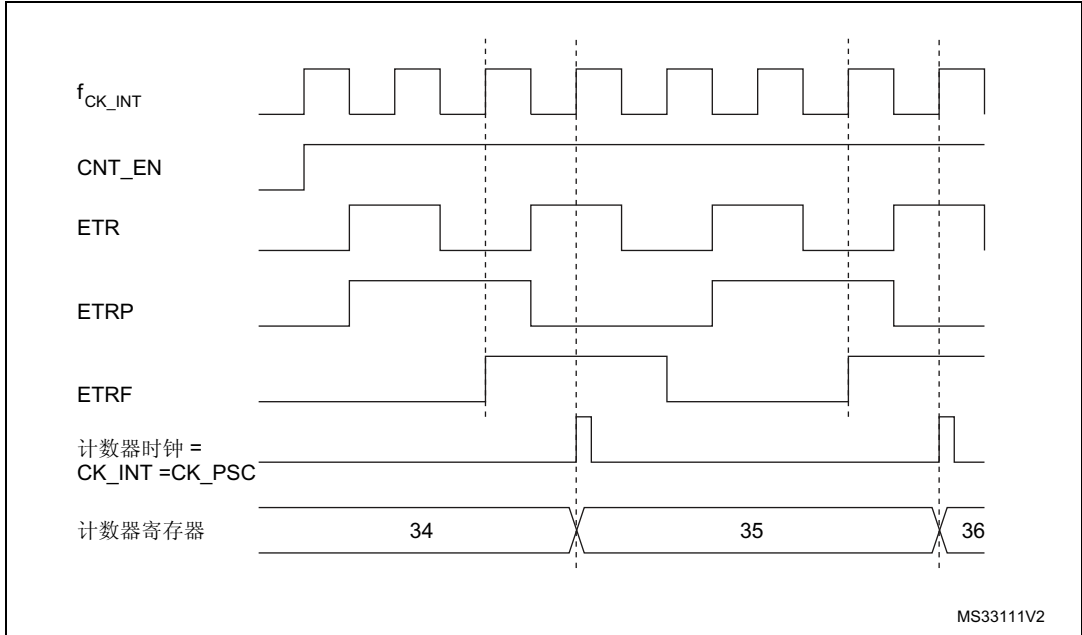 fCK_INT
CNT_EN
ETR
ETRP
ETRF
计数器时钟 =
CK_INT =CK_PSC
计数器寄存器
34
35
36
MS33111V2